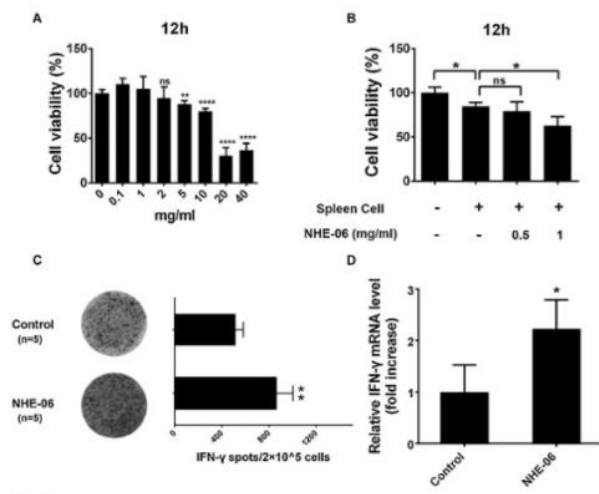 A
12h
Cell viability (%)
150
100
50
0
ns
**
****
****
****
0
0.1
1
2
5
10
20
40
mg/ml
B
12h
Cell viability (%)
150
100
50
0
*
*
ns
Spleen Cell - + + +
NHE-06 (mg/ml) - - 0.5 1
C
Control
(n=5)
NHE-06
(n=5)
**
0
400
800
1200
IFN-γ spots/2×10^5 cells
D
Relative IFN-γ mRNA level
(fold increase)
3
2
1
0
*
Control
NHE-06